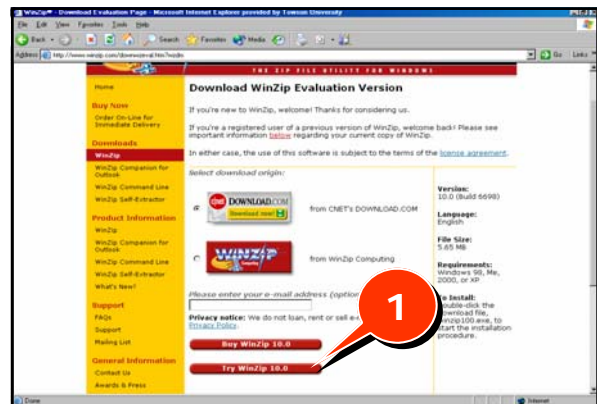 WinZip® - Download Evaluation Page - Microsoft Internet Explorer provided by Towson University
File Edit View Favorites Tools Help
Back Search Favorites Media
Address http://www.winzip.com/ Go Links
THE ZIP FILE UTILITY FOR WINDOWS
Home
Buy Now
Order On-Line for
Immediate Delivery
Downloads
WinZip
WinZip Companion for
Outlook
WinZip Command Line
WinZip Self-Extractor
Product Information
WinZip
WinZip Companion for
Outlook
WinZip Command Line
WinZip Self-Extractor
What's New?
Support
FAQs
Support
Mailing List
General Information
Contact Us
Awards & Press
Download WinZip Evaluation Version
If you're new to WinZip, welcome! Thanks for considering us.
If you're a registered user of a previous version of WinZip, welcome back! Please see
important information below regarding your current copy of WinZip.
In either case, the use of this software is subject to the terms of the license agreement.
Select download origin:
cnet DOWNLOAD.COM
Download now!
from CNET's DOWNLOAD.COM
WINZIP
Computing
from WinZip Computing
Please enter your e-mail address (option
Privacy notice: We do not loan, rent or sell e-
Privacy Policy.
Buy WinZip 10.0
Try WinZip 10.0
1
Version:
10.0 (Build 6698)
Language:
English
File Size:
5.65 MB
Requirements:
Windows 98, Me,
2000, or XP
To Install:
Double-click the
download file,
winzip100.exe, to
start the installation
procedure.
Done
Internet